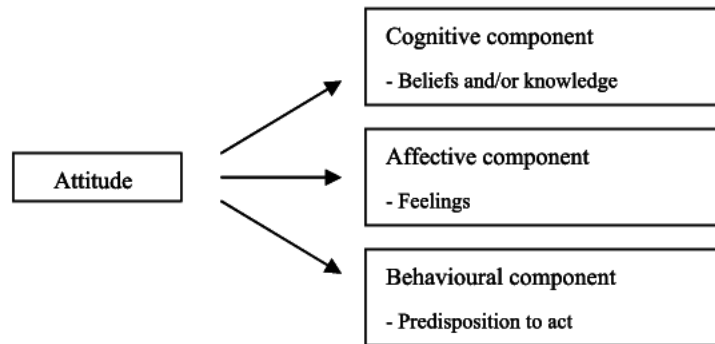 Cognitive component
- Beliefs and/or knowledge
Attitude
Affective component
- Feelings
Behavioural component
- Predisposition to act